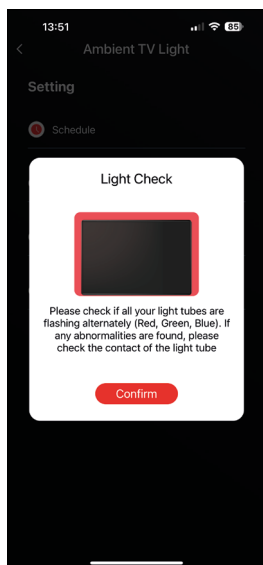 13:51
85
Ambient TV Light
Setting
Schedule
Light Check
Please check if all your light tubes are
flashing alternately (Red, Green, Blue). If
any abnormalities are found, please
check the contact of the light tube
Confirm